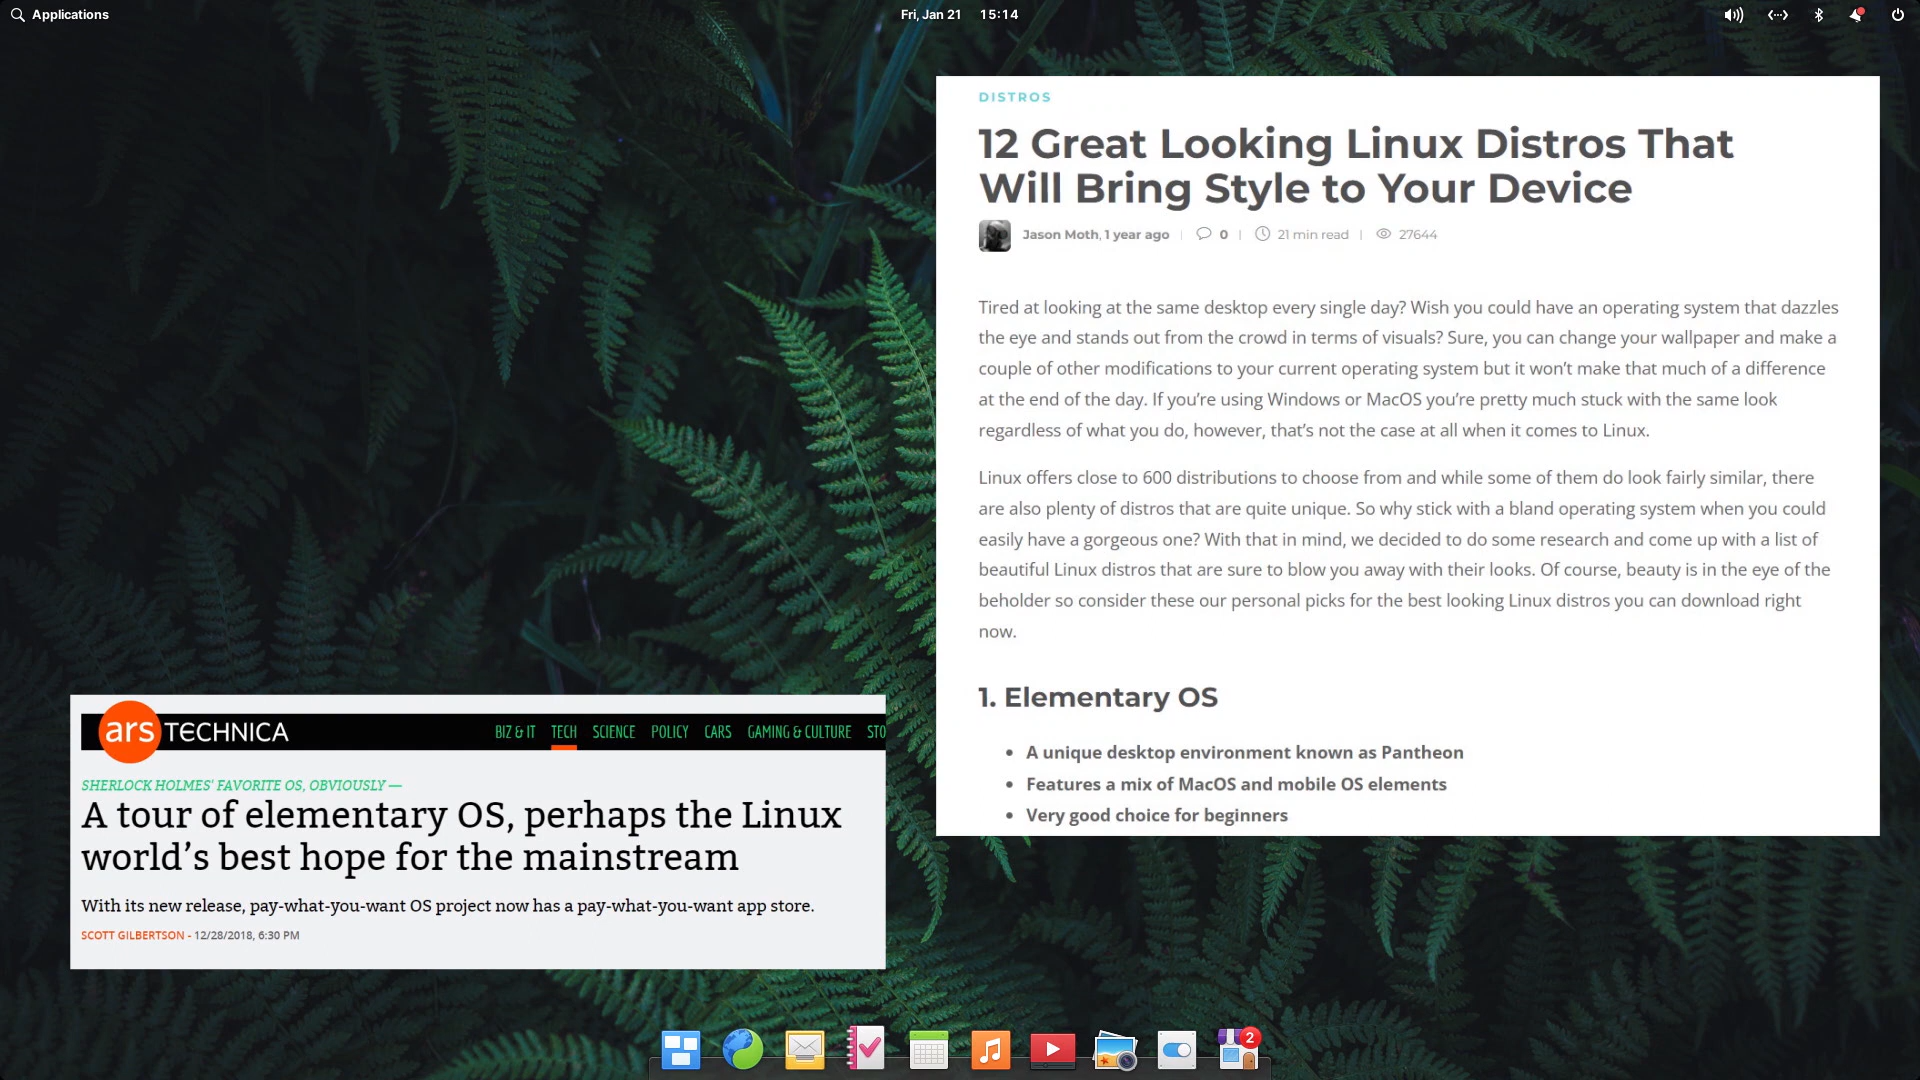 Applications
Fri, Jan 21 15:14
DISTROS
12 Great Looking Linux Distros That
Will Bring Style to Your Device
Jason Moth, 1 year ago | 0 | 21 min read | 27644
Tired at looking at the same desktop every single day? Wish you could have an operating system that dazzles
the eye and stands out from the crowd in terms of visuals? Sure, you can change your wallpaper and make a
couple of other modifications to your current operating system but it won’t make that much of a difference
at the end of the day. If you’re using Windows or MacOS you’re pretty much stuck with the same look
regardless of what you do, however, that’s not the case at all when it comes to Linux.
Linux offers close to 600 distributions to choose from and while some of them do look fairly similar, there
are also plenty of distros that are quite unique. So why stick with a bland operating system when you could
easily have a gorgeous one? With that in mind, we decided to do some research and come up with a list of
beautiful Linux distros that are sure to blow you away with their looks. Of course, beauty is in the eye of the
beholder so consider these our personal picks for the best looking Linux distros you can download right
now.
1. Elementary OS
• A unique desktop environment known as Pantheon
• Features a mix of MacOS and mobile OS elements
• Very good choice for beginners
ars TECHNICA BIZ & IT TECH SCIENCE POLICY CARS GAMING & CULTURE STO
SHERLOCK HOLMES’ FAVORITE OS, OBVIOUSLY —
A tour of elementary OS, perhaps the Linux
world’s best hope for the mainstream
With its new release, pay-what-you-want OS project now has a pay-what-you-want app store.
SCOTT GILBERTSON - 12/28/2018, 6:30 PM
2